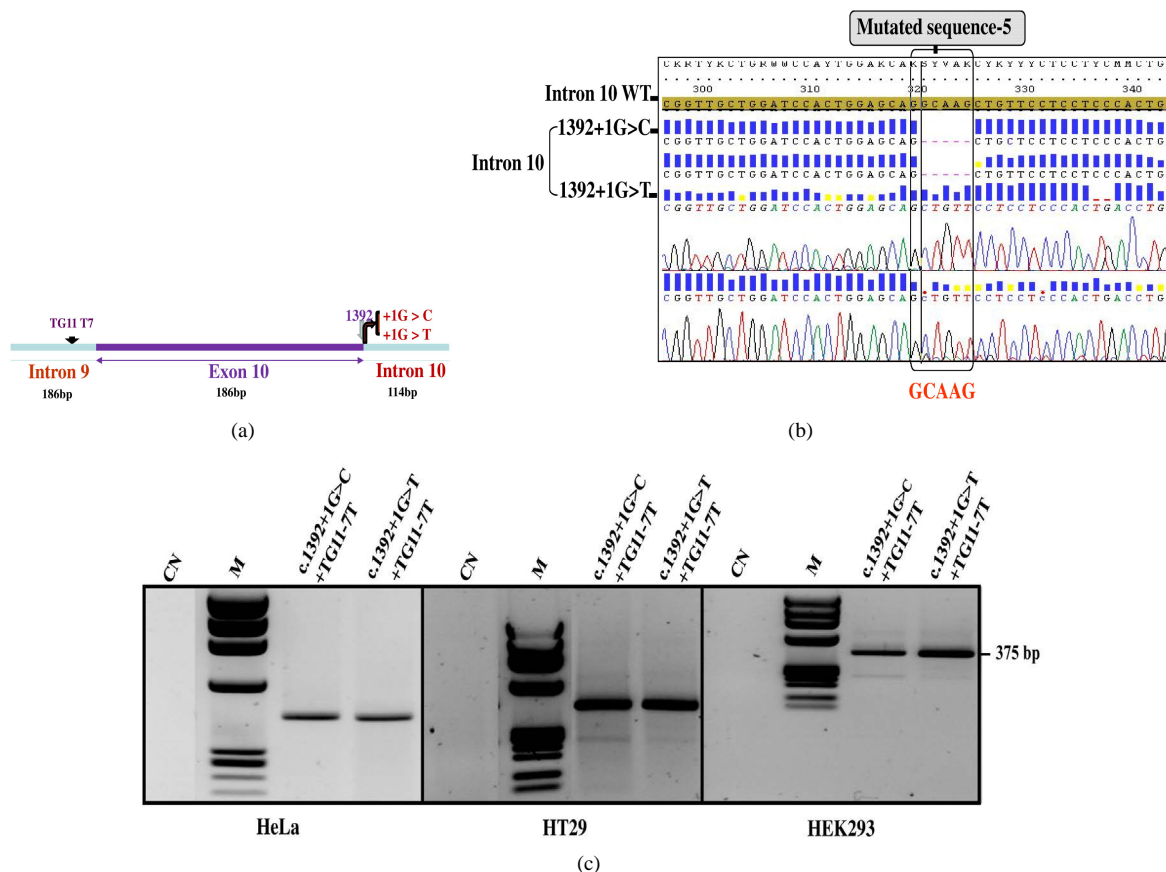 (a)
TG11 T7
1392
+1G > C
+1G > T
Intron 9
Exon 10
Intron 10
186bp
186bp
114bp
(b)
Mutated sequence-5
C K R T Y K C T G R W W C C A Y T G G A K C A K S Y V A K C Y K Y Y Y C T C C T Y C M M C T G
300 310 320 330 340
Intron 10 WT
CGGTTGCTGGATCCACTGGAGCAGGCAAGCTGTTCCTCCTCCCACTG
1392+1G>C
CGGTTGCTGGATCCACTGGAGCAG-----CTGCTCCTCCTCCCACTG
Intron 10
CGGTTGCTGGATCCACTGGAGCAG-----CTGTTCCTCCTCCCACTG
1392+1G>T
CGGTTGCTGGATCCACTGGAGCAGCTGTTCCTCCTCCCACTGACCTG
CGGTTGCTGGATCCACTGGAGCAGCTGTTCCTCCTCCCACTGACCTG
GCAAG
CN
M
c.1392+1G>C
+TG11-7T
c.1392+1G>T
+TG11-7T
CN
M
c.1392+1G>C
+TG11-7T
c.1392+1G>T
+TG11-7T
CN
M
c.1392+1G>C
+TG11-7T
c.1392+1G>T
+TG11-7T
375 bp
HeLa
HT29
HEK293
(c)